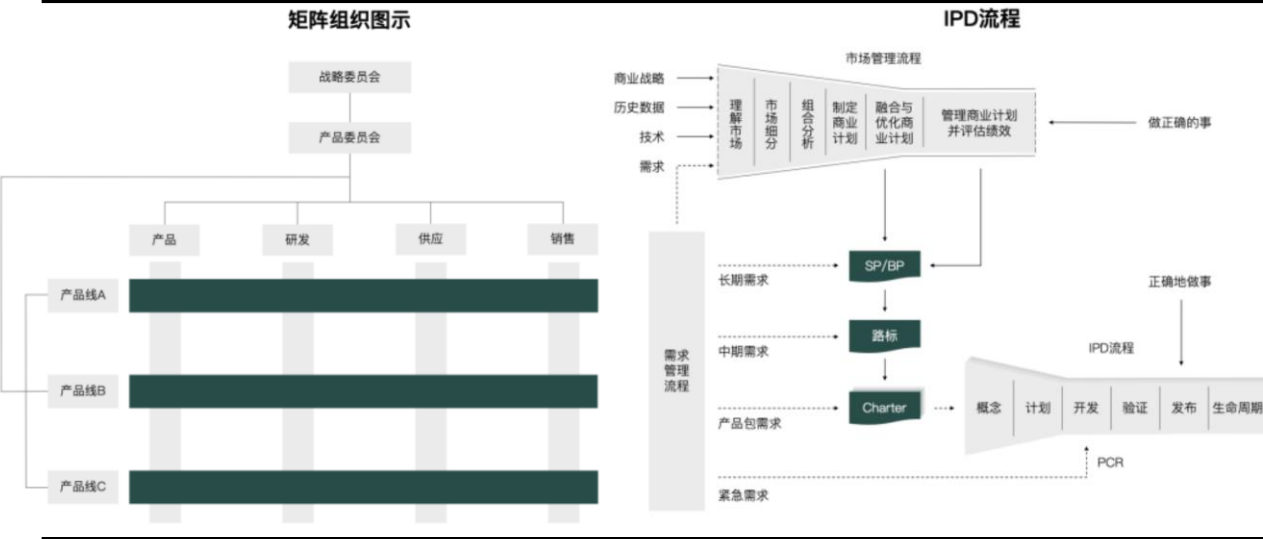 矩阵组织图示
战略委员会
产品委员会
产品
研发
供应
销售
产品线A
产品线B
产品线C
IPD流程
市场管理流程
商业战略
历史数据
技术
需求
理解市场
市场细分
组合分析
制定
商业
计划
融合与
优化商
业计划
管理商业计划
并评估绩效
做正确的事
需求
管理
流程
长期需求
中期需求
产品包需求
紧急需求
SP/BP
路标
Charter
正确地做事
IPD流程
概念
计划
开发
验证
发布
生命周期
PCR